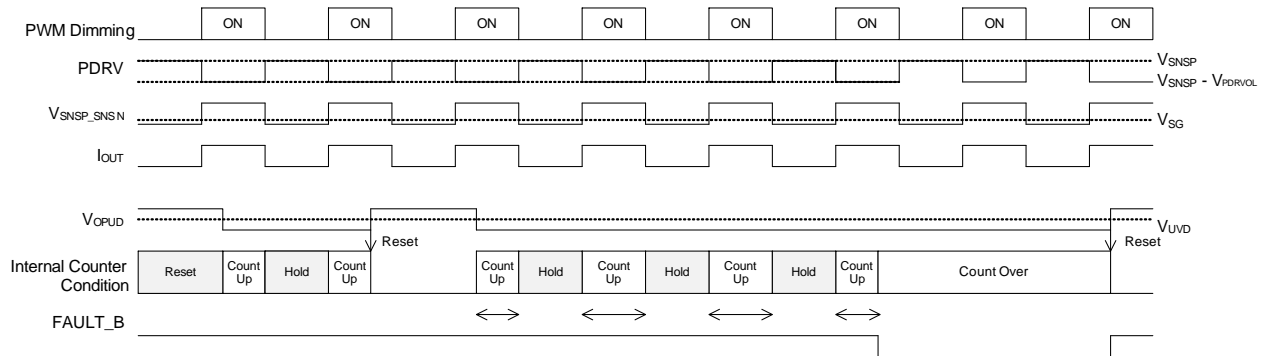 PWM Dimming ON ON ON ON ON ON ON ON
PDRV VSNSP
VSNSP - VPDRVOL
VSNSP_SNSN VSG
IOUT
VOPUD VUVD
Reset Reset
Internal Counter Condition Reset Count Up Hold Count Up Count Up Hold Count Up Hold Count Up Hold Count Up Count Over
FAULT_B